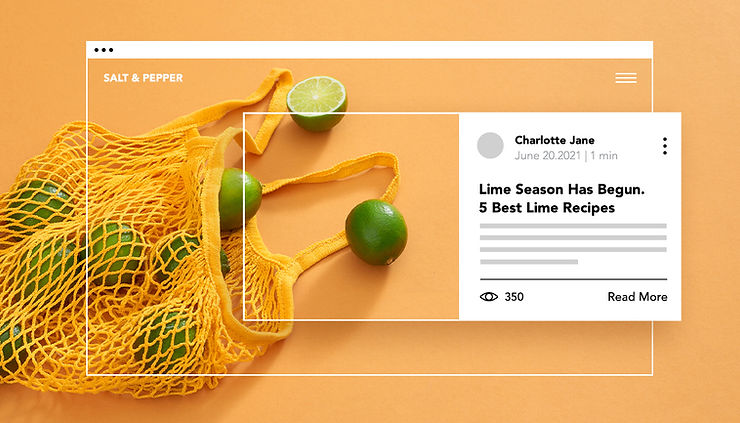 SALT & PEPPER
Charlotte Jane
June 20.2021 | 1 min
Lime Season Has Begun.
5 Best Lime Recipes
350
Read More